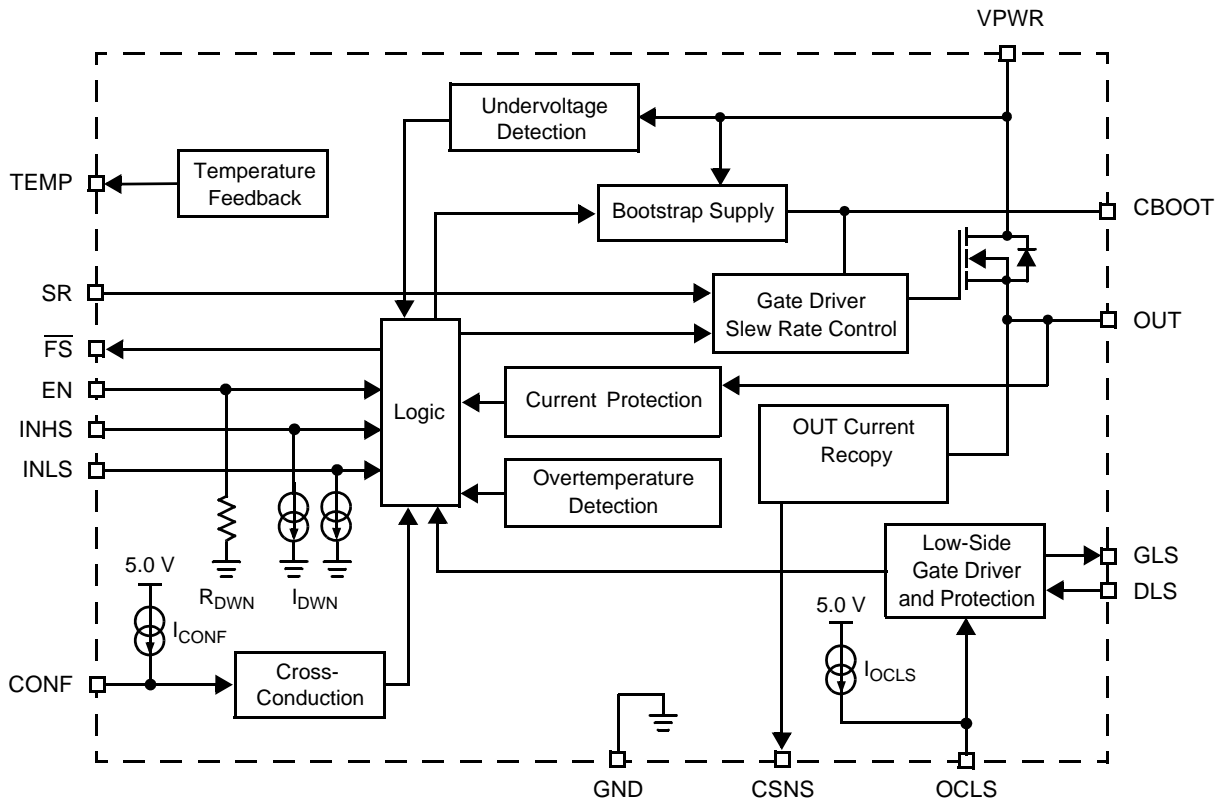 VPWR
Undervoltage
Detection
TEMP
Temperature
Feedback
Bootstrap Supply
CBOOT
SR
Gate Driver
Slew Rate Control
OUT
FS
EN
Logic
Current Protection
INHS
OUT Current
Recopy
INLS
Overtemperature
Detection
5.0 V
RDWN
IDWN
Low-Side
Gate Driver
and Protection
GLS
DLS
5.0 V
ICONF
IOCLS
CONF
Cross-
Conduction
GND
CSNS
OCLS